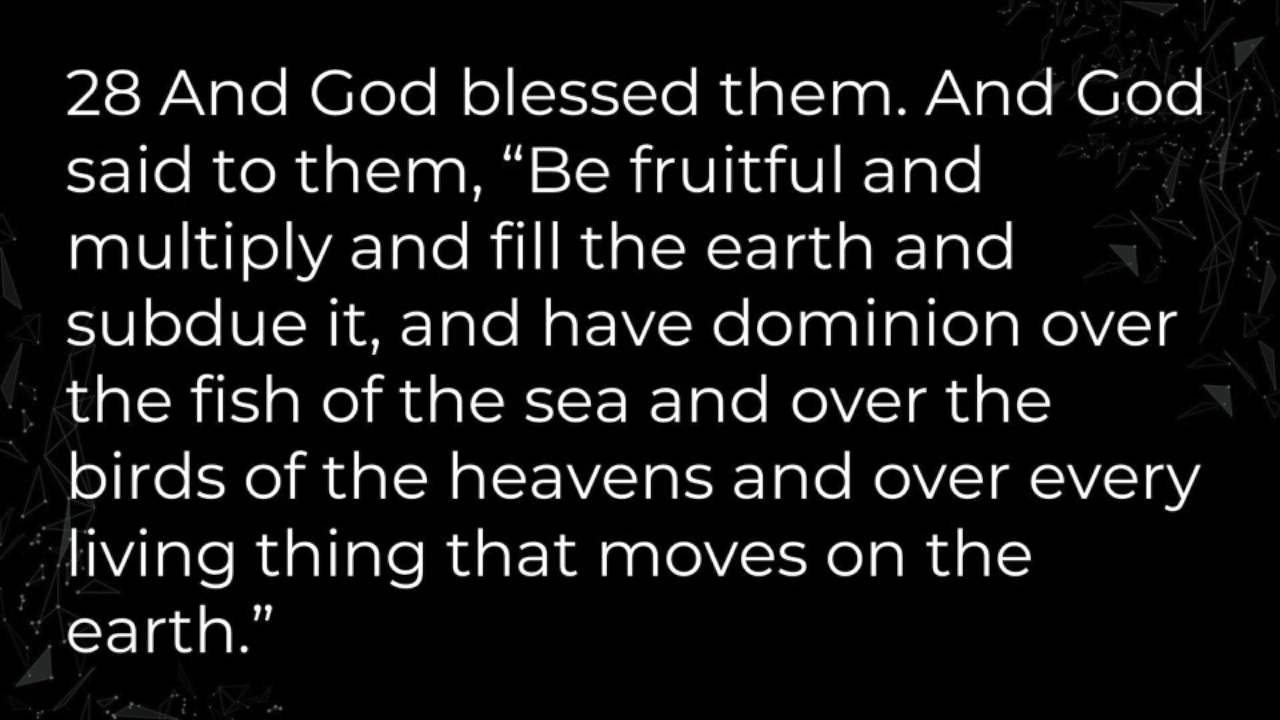 28 And God blessed them. And God
said to them, “Be fruitful and
multiply and fill the earth and
subdue it, and have dominion over
the fish of the sea and over the
birds of the heavens and over every
living thing that moves on the
earth.”